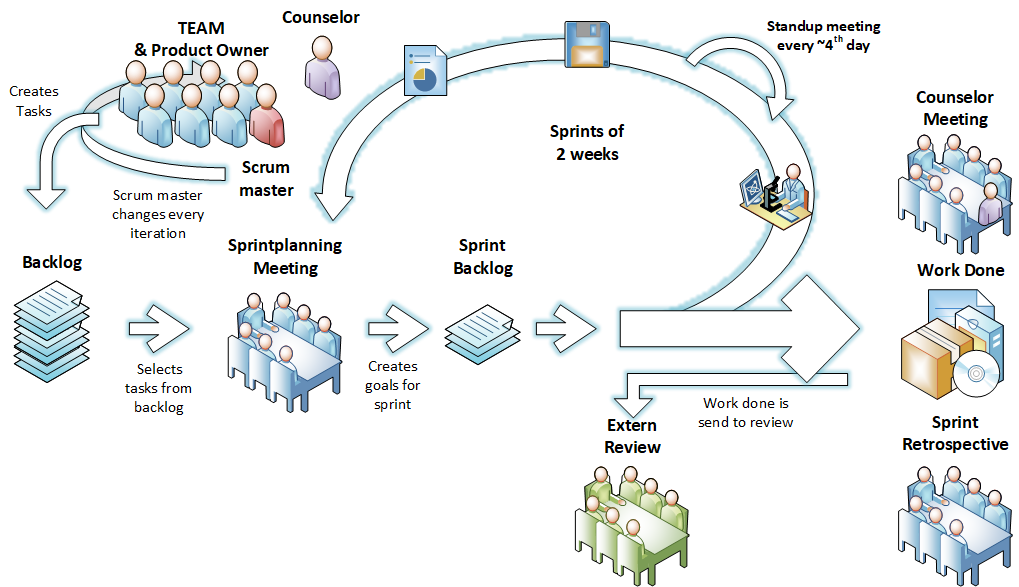 TEAM
& Product Owner
Counselor
Standup meeting
every ~4th day
Creates
Tasks
Counselor
Meeting
Sprints of
2 weeks
Scrum
master
Scrum master
changes every
iteration
Backlog
Sprintplanning
Meeting
Sprint
Backlog
Work Done
Selects
tasks from
backlog
Creates
goals for
sprint
Work done is
send to review
Extern
Review
Sprint
Retrospective